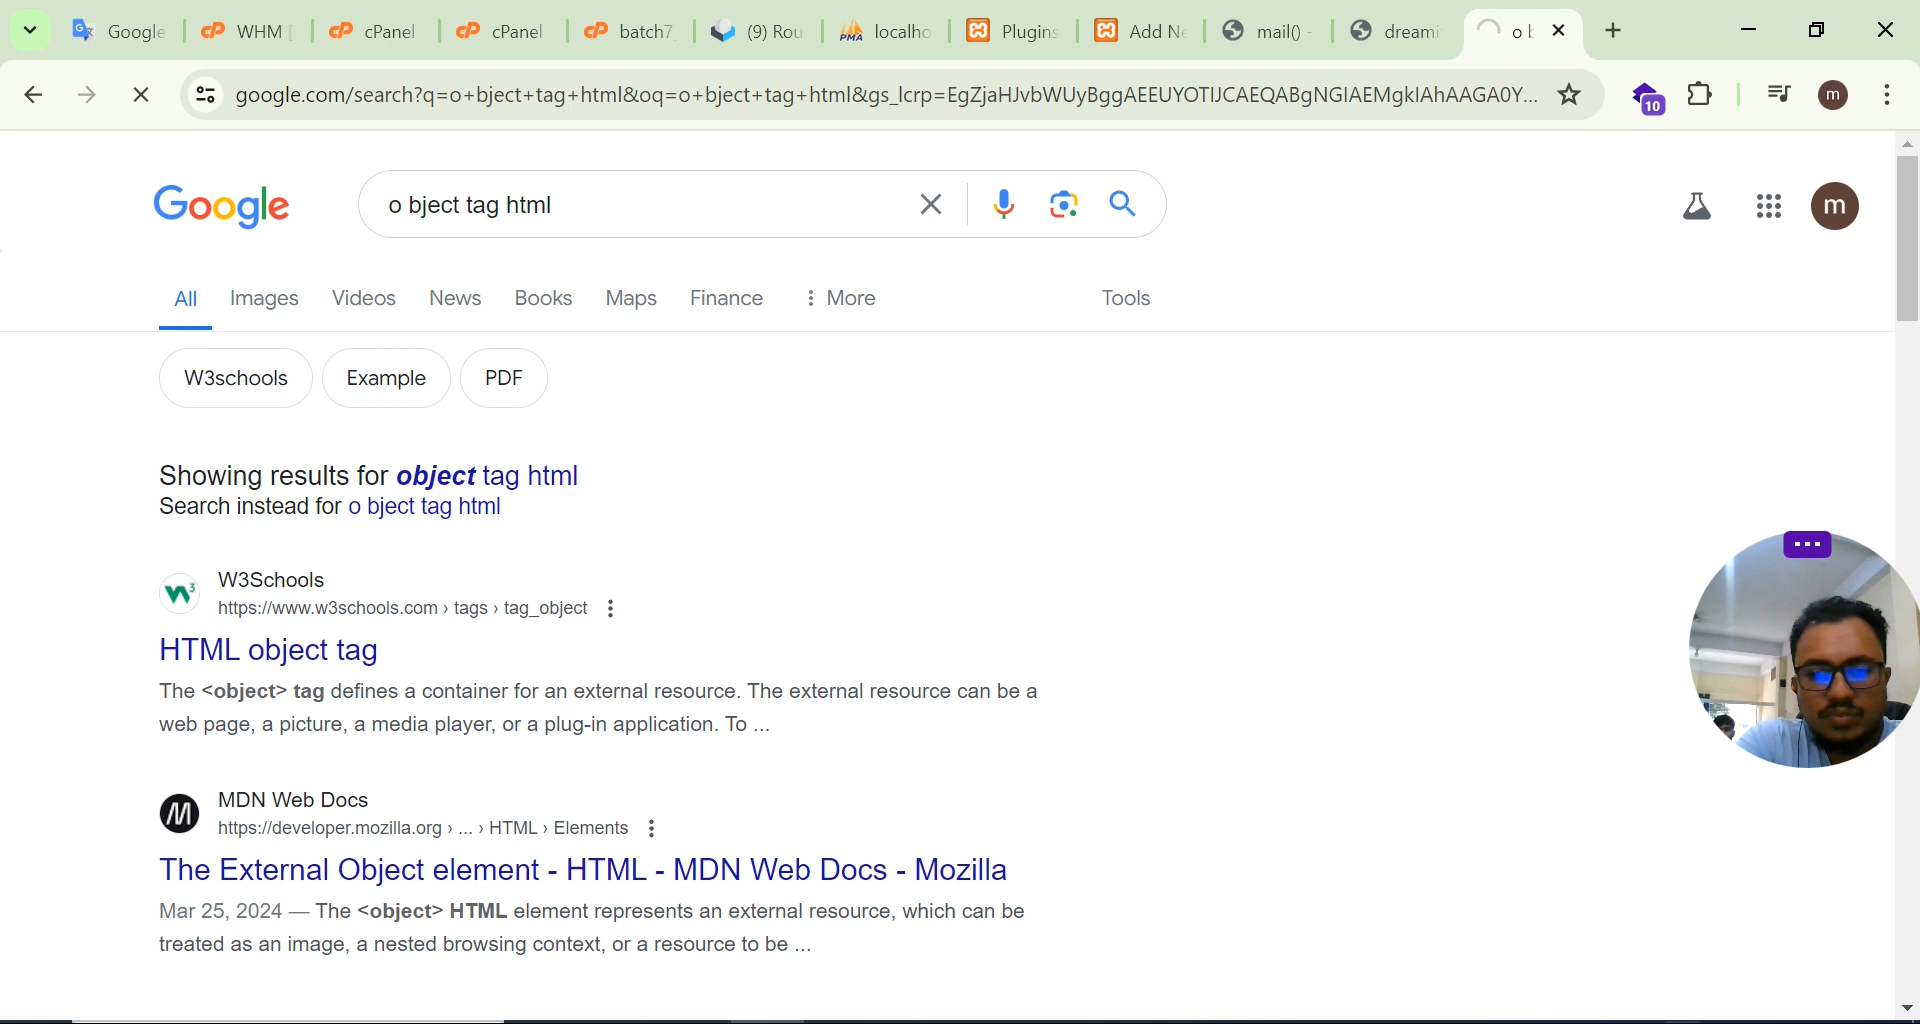 Google
WHM [
cPanel
cPanel
batch7_
(9) Rou
localho
Plugins
Add Ne
mail() -
dreami
o b
google.com/search?q=o+bject+tag+html&oq=o+bject+tag+html&gs_lcrp=EgZjaHJvbWUyBggAEEUYOTIJCAEQABgNGIAEMgkIAhAAGA0Y...
10
m
Google
o bject tag html
m
All
Images
Videos
News
Books
Maps
Finance
More
Tools
W3schools
Example
PDF
Showing results for object tag html
Search instead for o bject tag html
W3Schools
https://www.w3schools.com › tags › tag_object
HTML object tag
The <object> tag defines a container for an external resource. The external resource can be a
web page, a picture, a media player, or a plug-in application. To ...
MDN Web Docs
https://developer.mozilla.org › ... › HTML › Elements
The External Object element - HTML - MDN Web Docs - Mozilla
Mar 25, 2024 — The <object> HTML element represents an external resource, which can be
treated as an image, a nested browsing context, or a resource to be ...